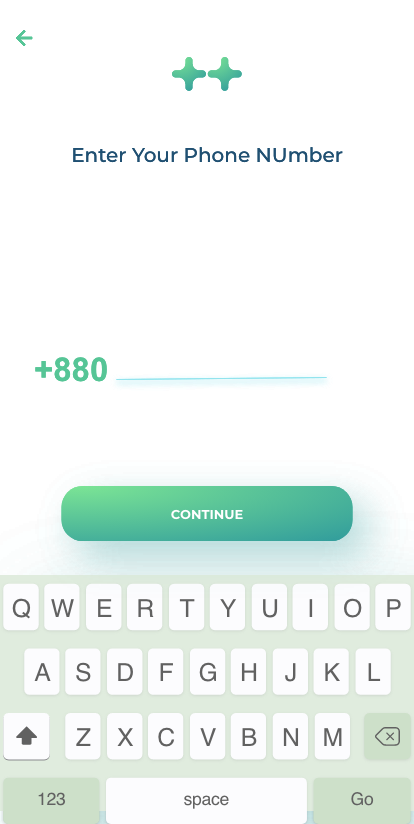 Enter Your Phone NUmber
+880
CONTINUE
Q W E R T Y U I O P
A S D F G H J K L
Z X C V B N M
123 space Go